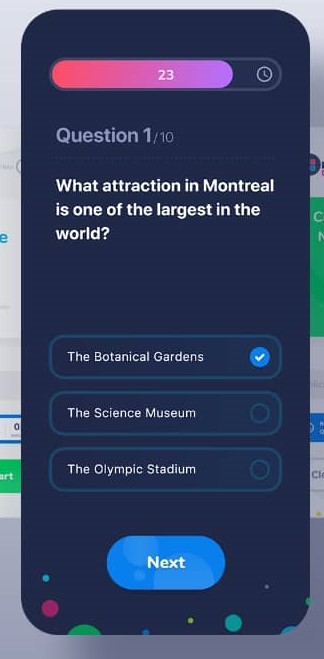 23
Question 1/10
What attraction in Montreal
is one of the largest in the
world?
The Botanical Gardens
The Science Museum
The Olympic Stadium
Next